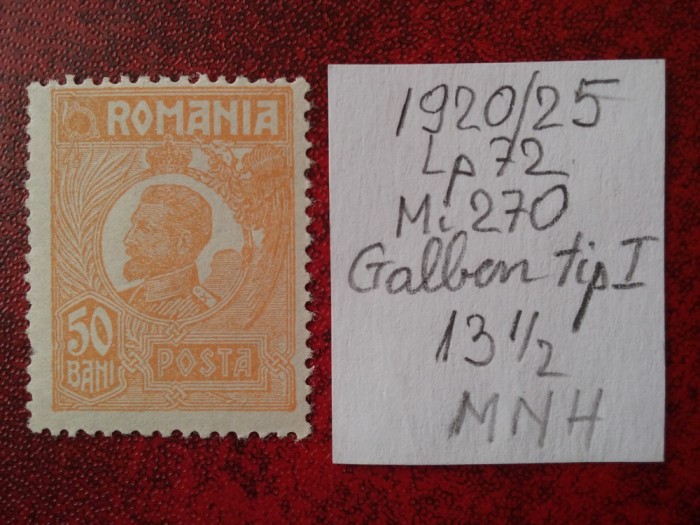 ROMANIA
50
BANI
POSTA
1920/25
Lp 72
Mi 270
Galben tip I
13 1/2
MNH